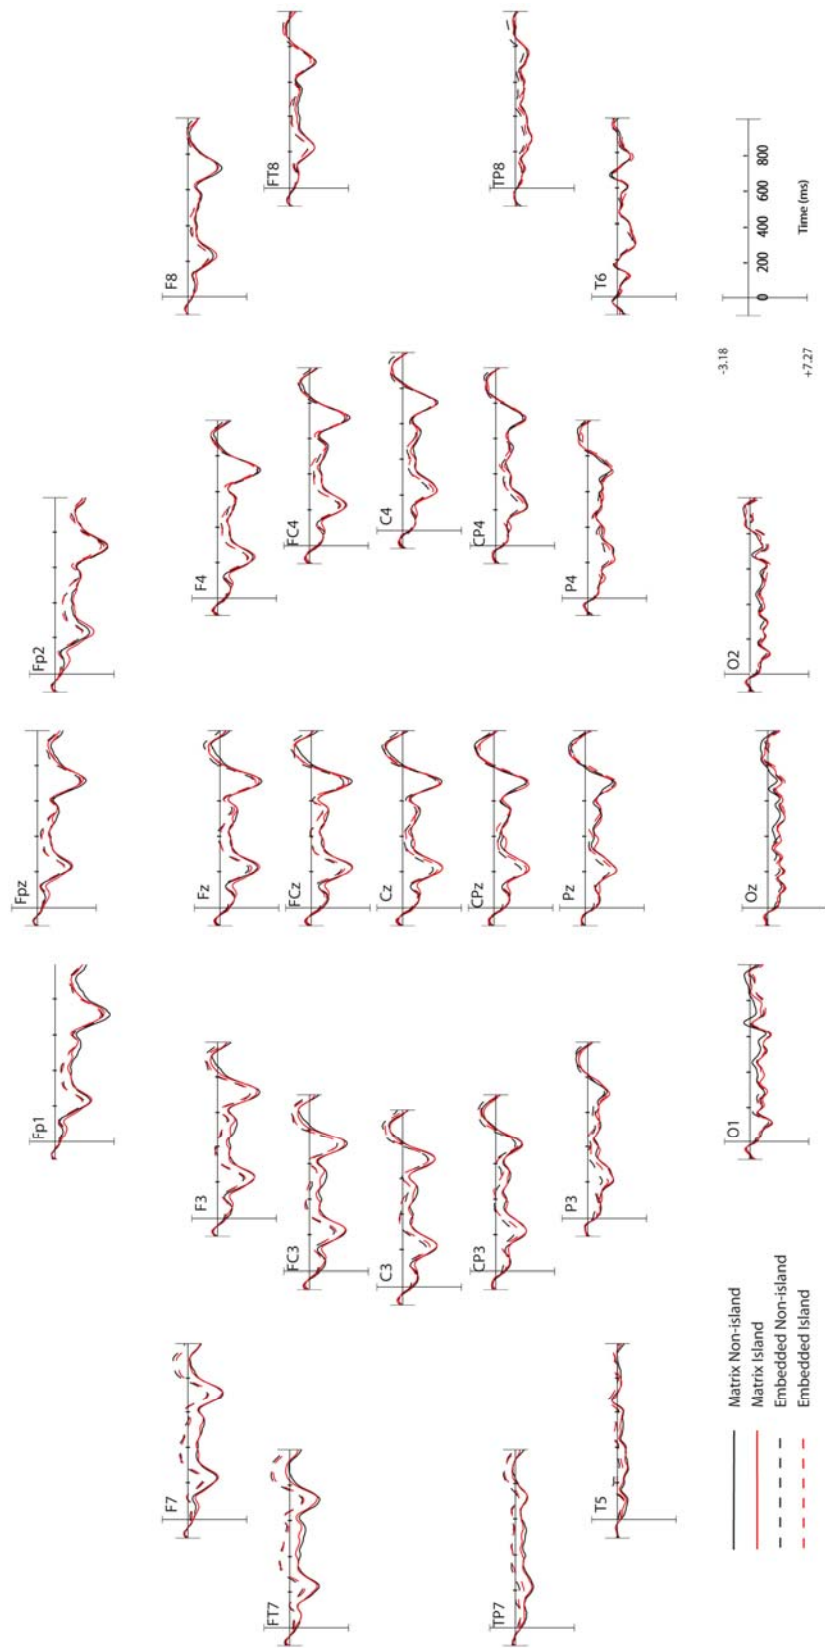 Fp1 Fpz Fp2
F7 F3 Fz F4 F8
FT7 FC3 FCz FC4 FT8
C3 Cz C4
TP7 CP3 CPz CP4 TP8
T5 P3 Pz P4 T6
O1 Oz O2
Matrix Non-island
Matrix Island
Embedded Non-island
Embedded Island
-3.18
0 200 400 600 800
+7.27
Time (ms)